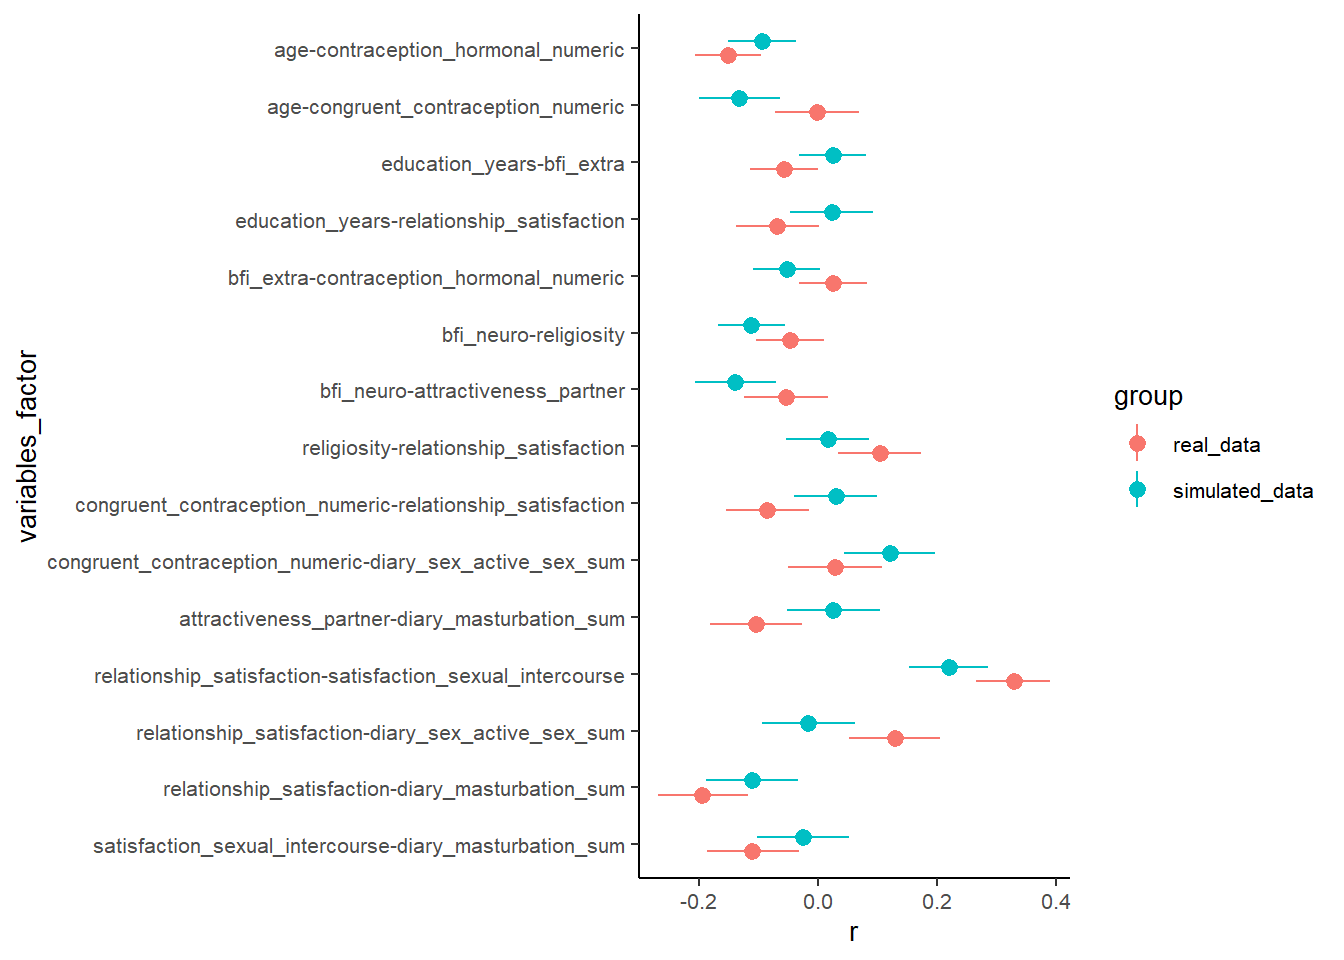 age-contraception_hormonal_numeric
age-congruent_contraception_numeric
education_years-bfi_extra
education_years-relationship_satisfaction
bfi_extra-contraception_hormonal_numeric
bfi_neuro-religiosity
bfi_neuro-attractiveness_partner
religiosity-relationship_satisfaction
congruent_contraception_numeric-relationship_satisfaction
congruent_contraception_numeric-diary_sex_active_sex_sum
attractiveness_partner-diary_masturbation_sum
relationship_satisfaction-satisfaction_sexual_intercourse
relationship_satisfaction-diary_sex_active_sex_sum
relationship_satisfaction-diary_masturbation_sum
satisfaction_sexual_intercourse-diary_masturbation_sum
variables_factor
-0.2 0.0 0.2 0.4
r
group
real_data
simulated_data